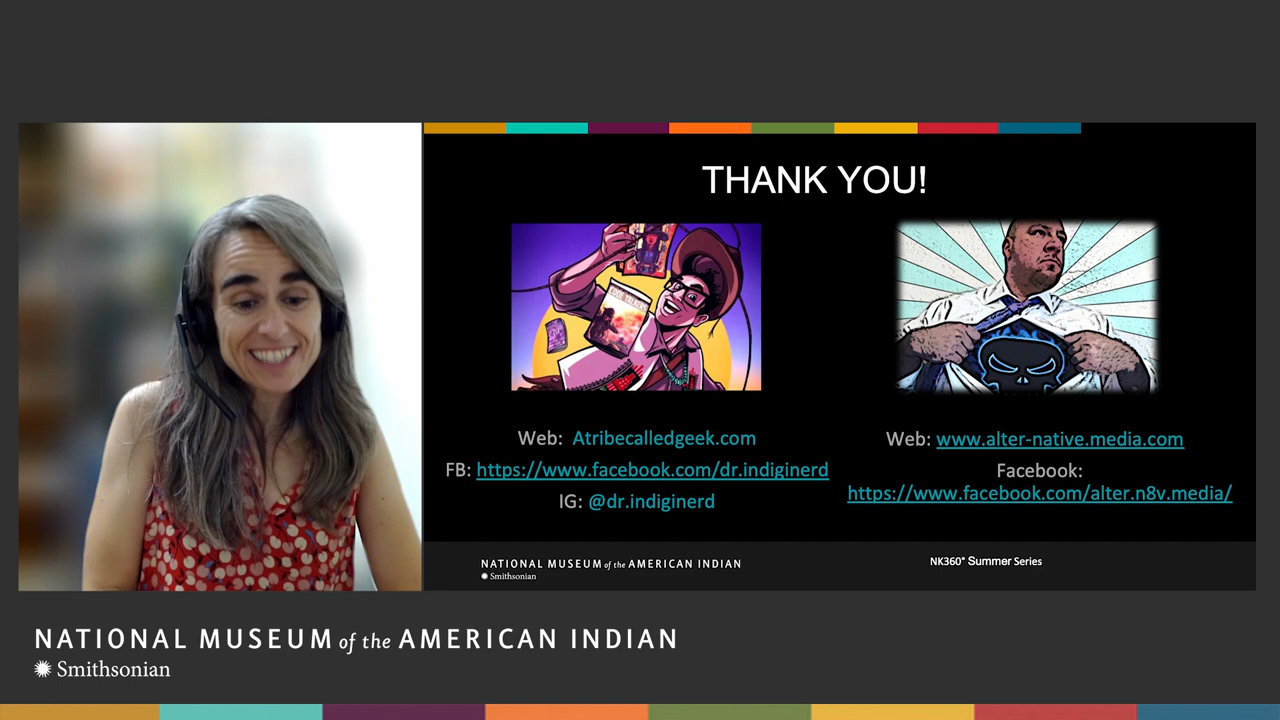 THANK YOU!
Web: Atribecalledgeek.com
FB: https://www.facebook.com/dr.indiginerd
IG: @dr.indiginerd
Web: www.alter-native.media.com
Facebook:
https://www.facebook.com/alter.n8v.media/
NATIONAL MUSEUM of the AMERICAN INDIAN
Smithsonian
NK360° Summer Series
NATIONAL MUSEUM of the AMERICAN INDIAN
Smithsonian